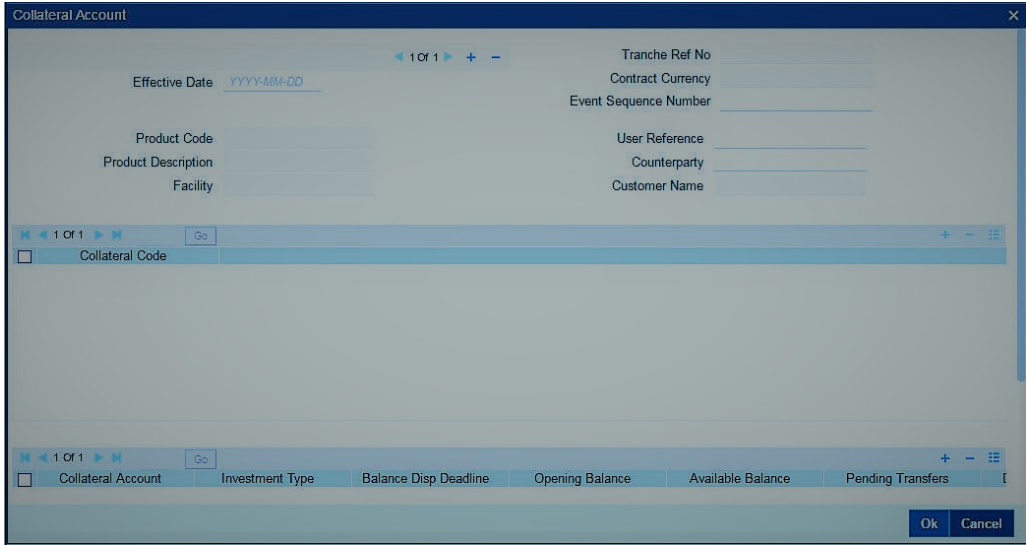 Collateral Account
1 Of 1
Effective Date YYYY-MM-DD
Tranche Ref No
Contract Currency
Event Sequence Number
Product Code
Product Description
Facility
User Reference
Counterparty
Customer Name
1 Of 1 Go
Collateral Code
1 Of 1 Go
Collateral Account Investment Type Balance Disp Deadline Opening Balance Available Balance Pending Transfers
Ok Cancel